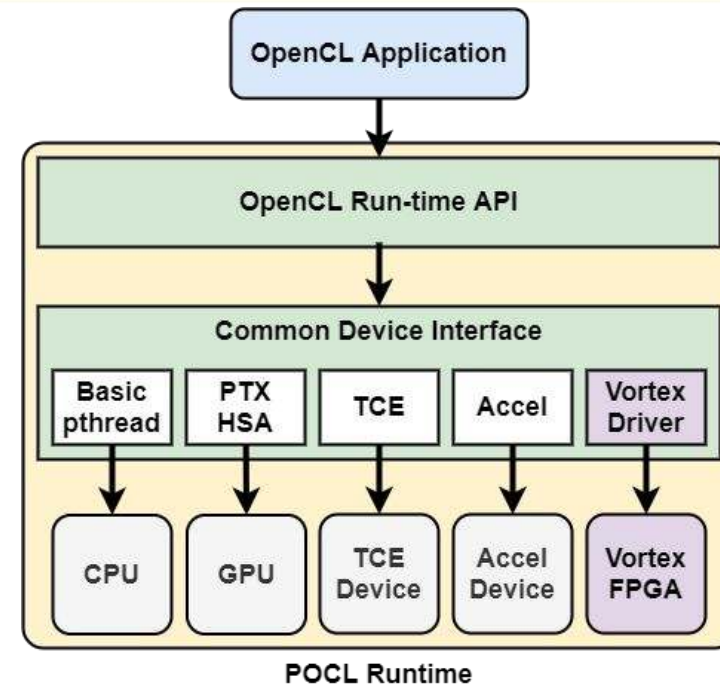 OpenCL Application
OpenCL Run-time API
Common Device Interface
Basic
pthread
PTX
HSA
TCE
Accel
Vortex
Driver
CPU
GPU
TCE
Device
Accel
Device
Vortex
FPGA
POCL Runtime